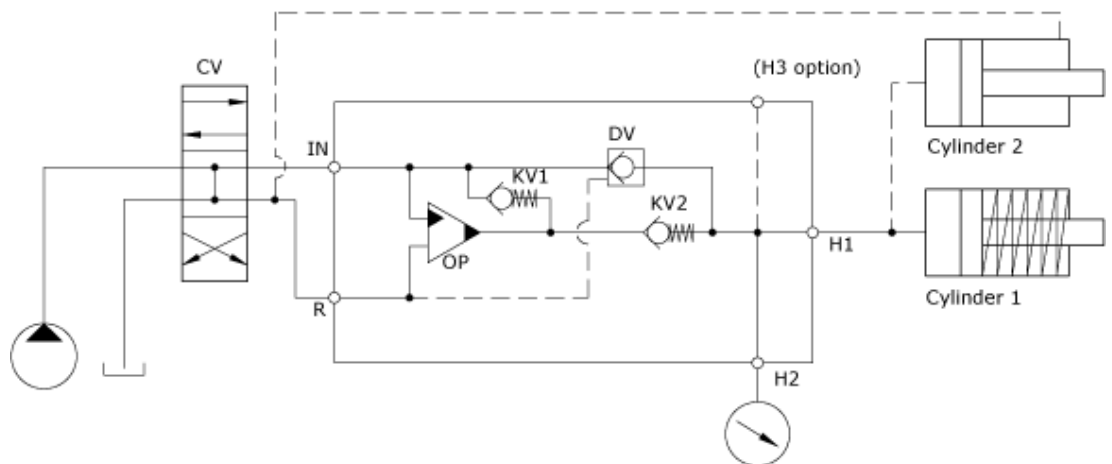 CV
(H3 option)
IN
DV
Cylinder 2
KV1
KV2
OP
H1
R
Cylinder 1
H2